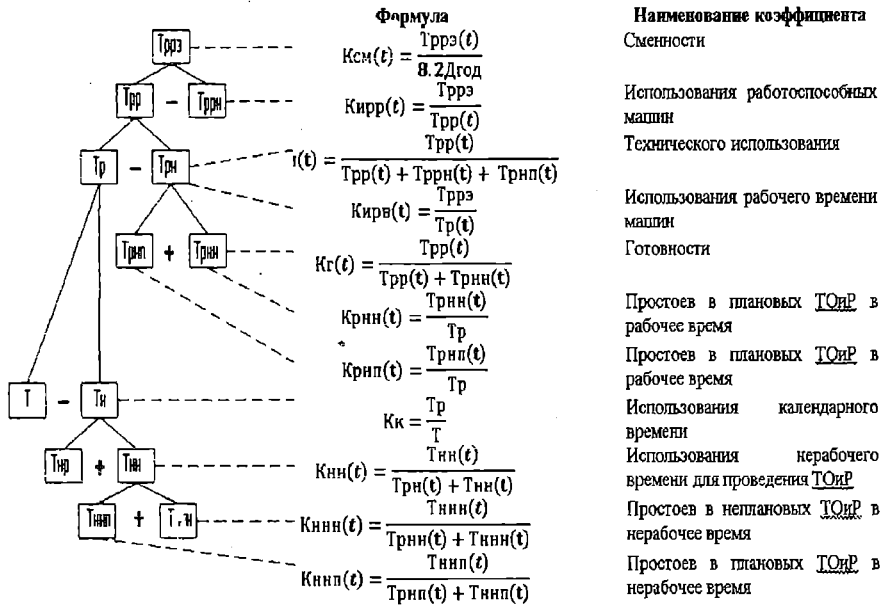 Формула Наименование коэффициента
Тррэ Ксм(t) = Тррэ(t) / 8.2Дгод Сменности
Трр − Тррн Кирр(t) = Тррэ / Трр(t) Использования работоспособных
машин
Тр − Трн (t) = Трр(t) / Трр(t) + Тррн(t) + Трнп(t) Технического использования
Кирв(t) = Тррэ / Тр(t) Использования рабочего времени
машин
Трнп + Трнн Кг(t) = Трр(t) / Трр(t) + Трнн(t) Готовности
Крнн(t) = Трнн(t) / Тр Простоев в плановых ТОиР в
рабочее время
Крнп(t) = Трнп(t) / Тр Простоев в плановых ТОиР в
рабочее время
Т − Тн Кк = Тр / Т Использования календарного
времени
Тнр + Тнн Кнн(t) = Тнн(t) / Трн(t) + Тнн(t) Использования нерабочего
времени для проведения ТОиР
Тннп + Кннн(t) = Тннн(t) / Трнн(t) + Тннн(t) Простоев в неплановых ТОиР в
нерабочее время
Кннп(t) = Тннп(t) / Трнп(t) + Тннп(t) Простоев в плановых ТОиР в
нерабочее время